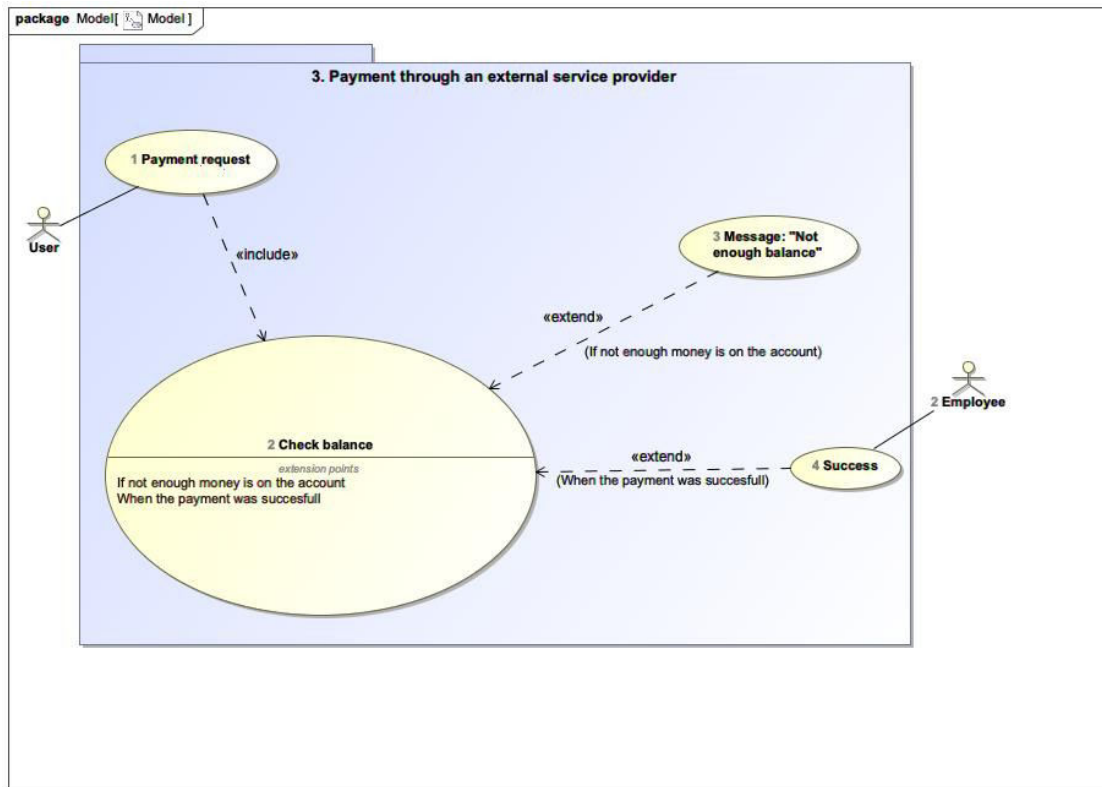 package Model[ Model ]
3. Payment through an external service provider
1 Payment request
User
«include»
3 Message: "Not
enough balance"
«extend»
(If not enough money is on the account)
2 Employee
2 Check balance
extension points
If not enough money is on the account
When the payment was succesfull
«extend»
(When the payment was succesfull)
4 Success